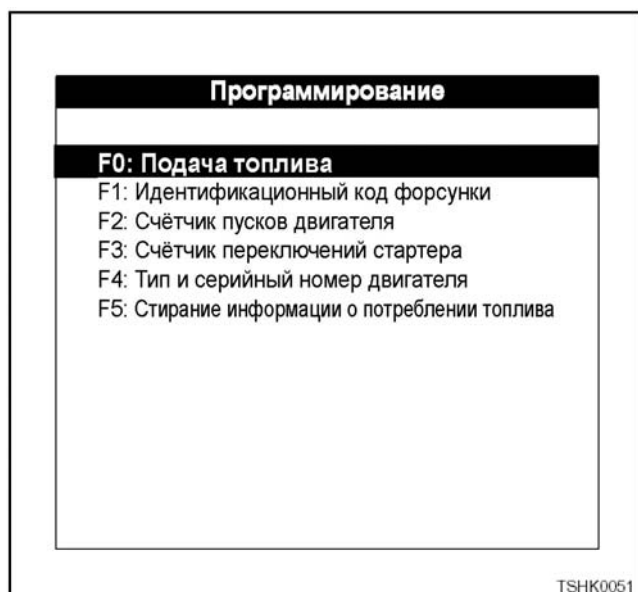 Программирование
F0: Подача топлива
F1: Идентификационный код форсунки
F2: Счётчик пусков двигателя
F3: Счётчик переключений стартера
F4: Тип и серийный номер двигателя
F5: Стирание информации о потреблении топлива
TSHK0051